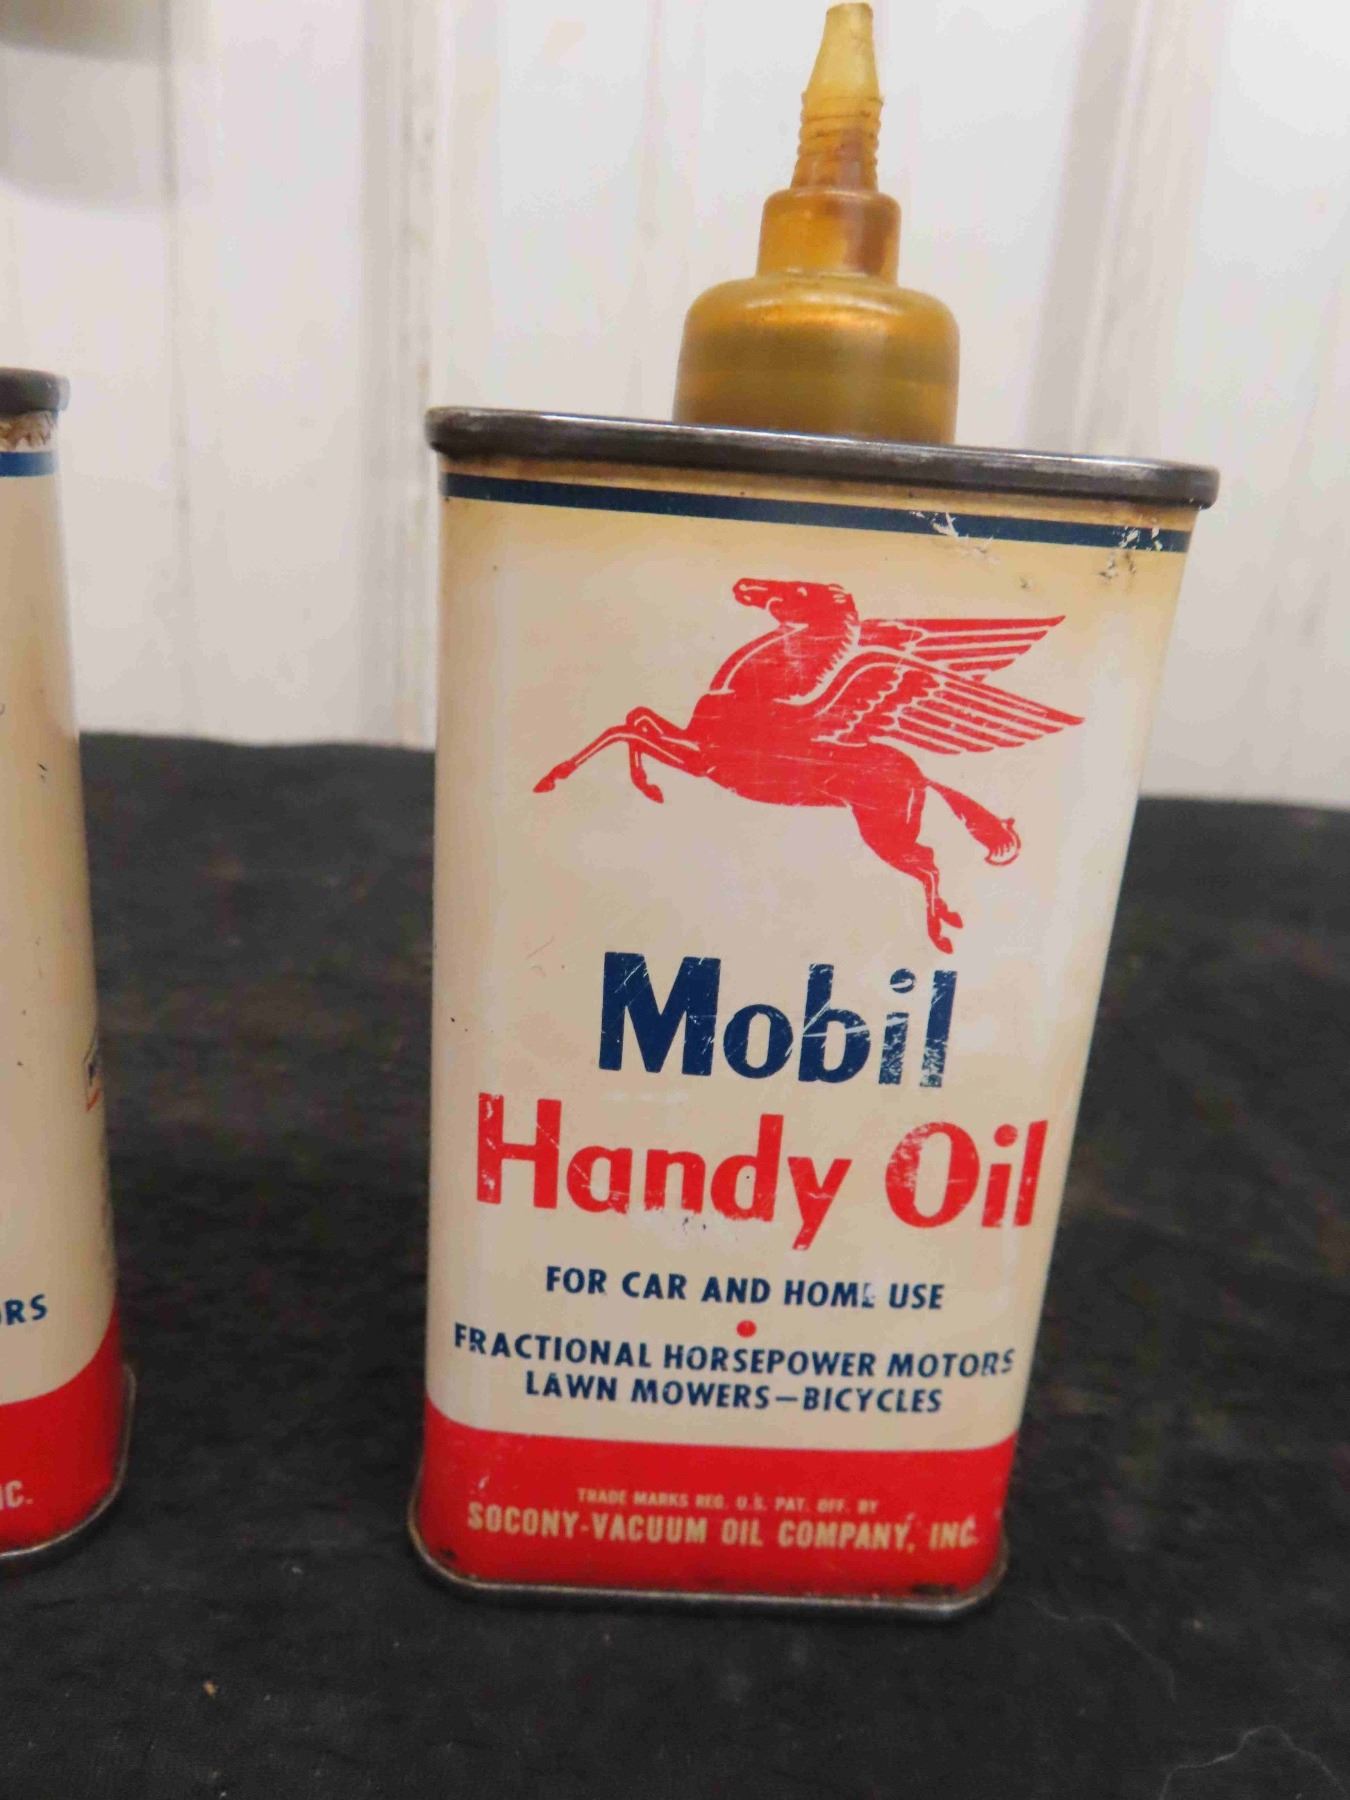 Mobil
Handy Oil
FOR CAR AND HOME USE
FRACTIONAL HORSEPOWER MOTORS
LAWN MOWERS—BICYCLES
TRADE MARKS REG. U.S. PAT. OFF. BY
SOCONY-VACUUM OIL COMPANY, INC.
ORS
IC.